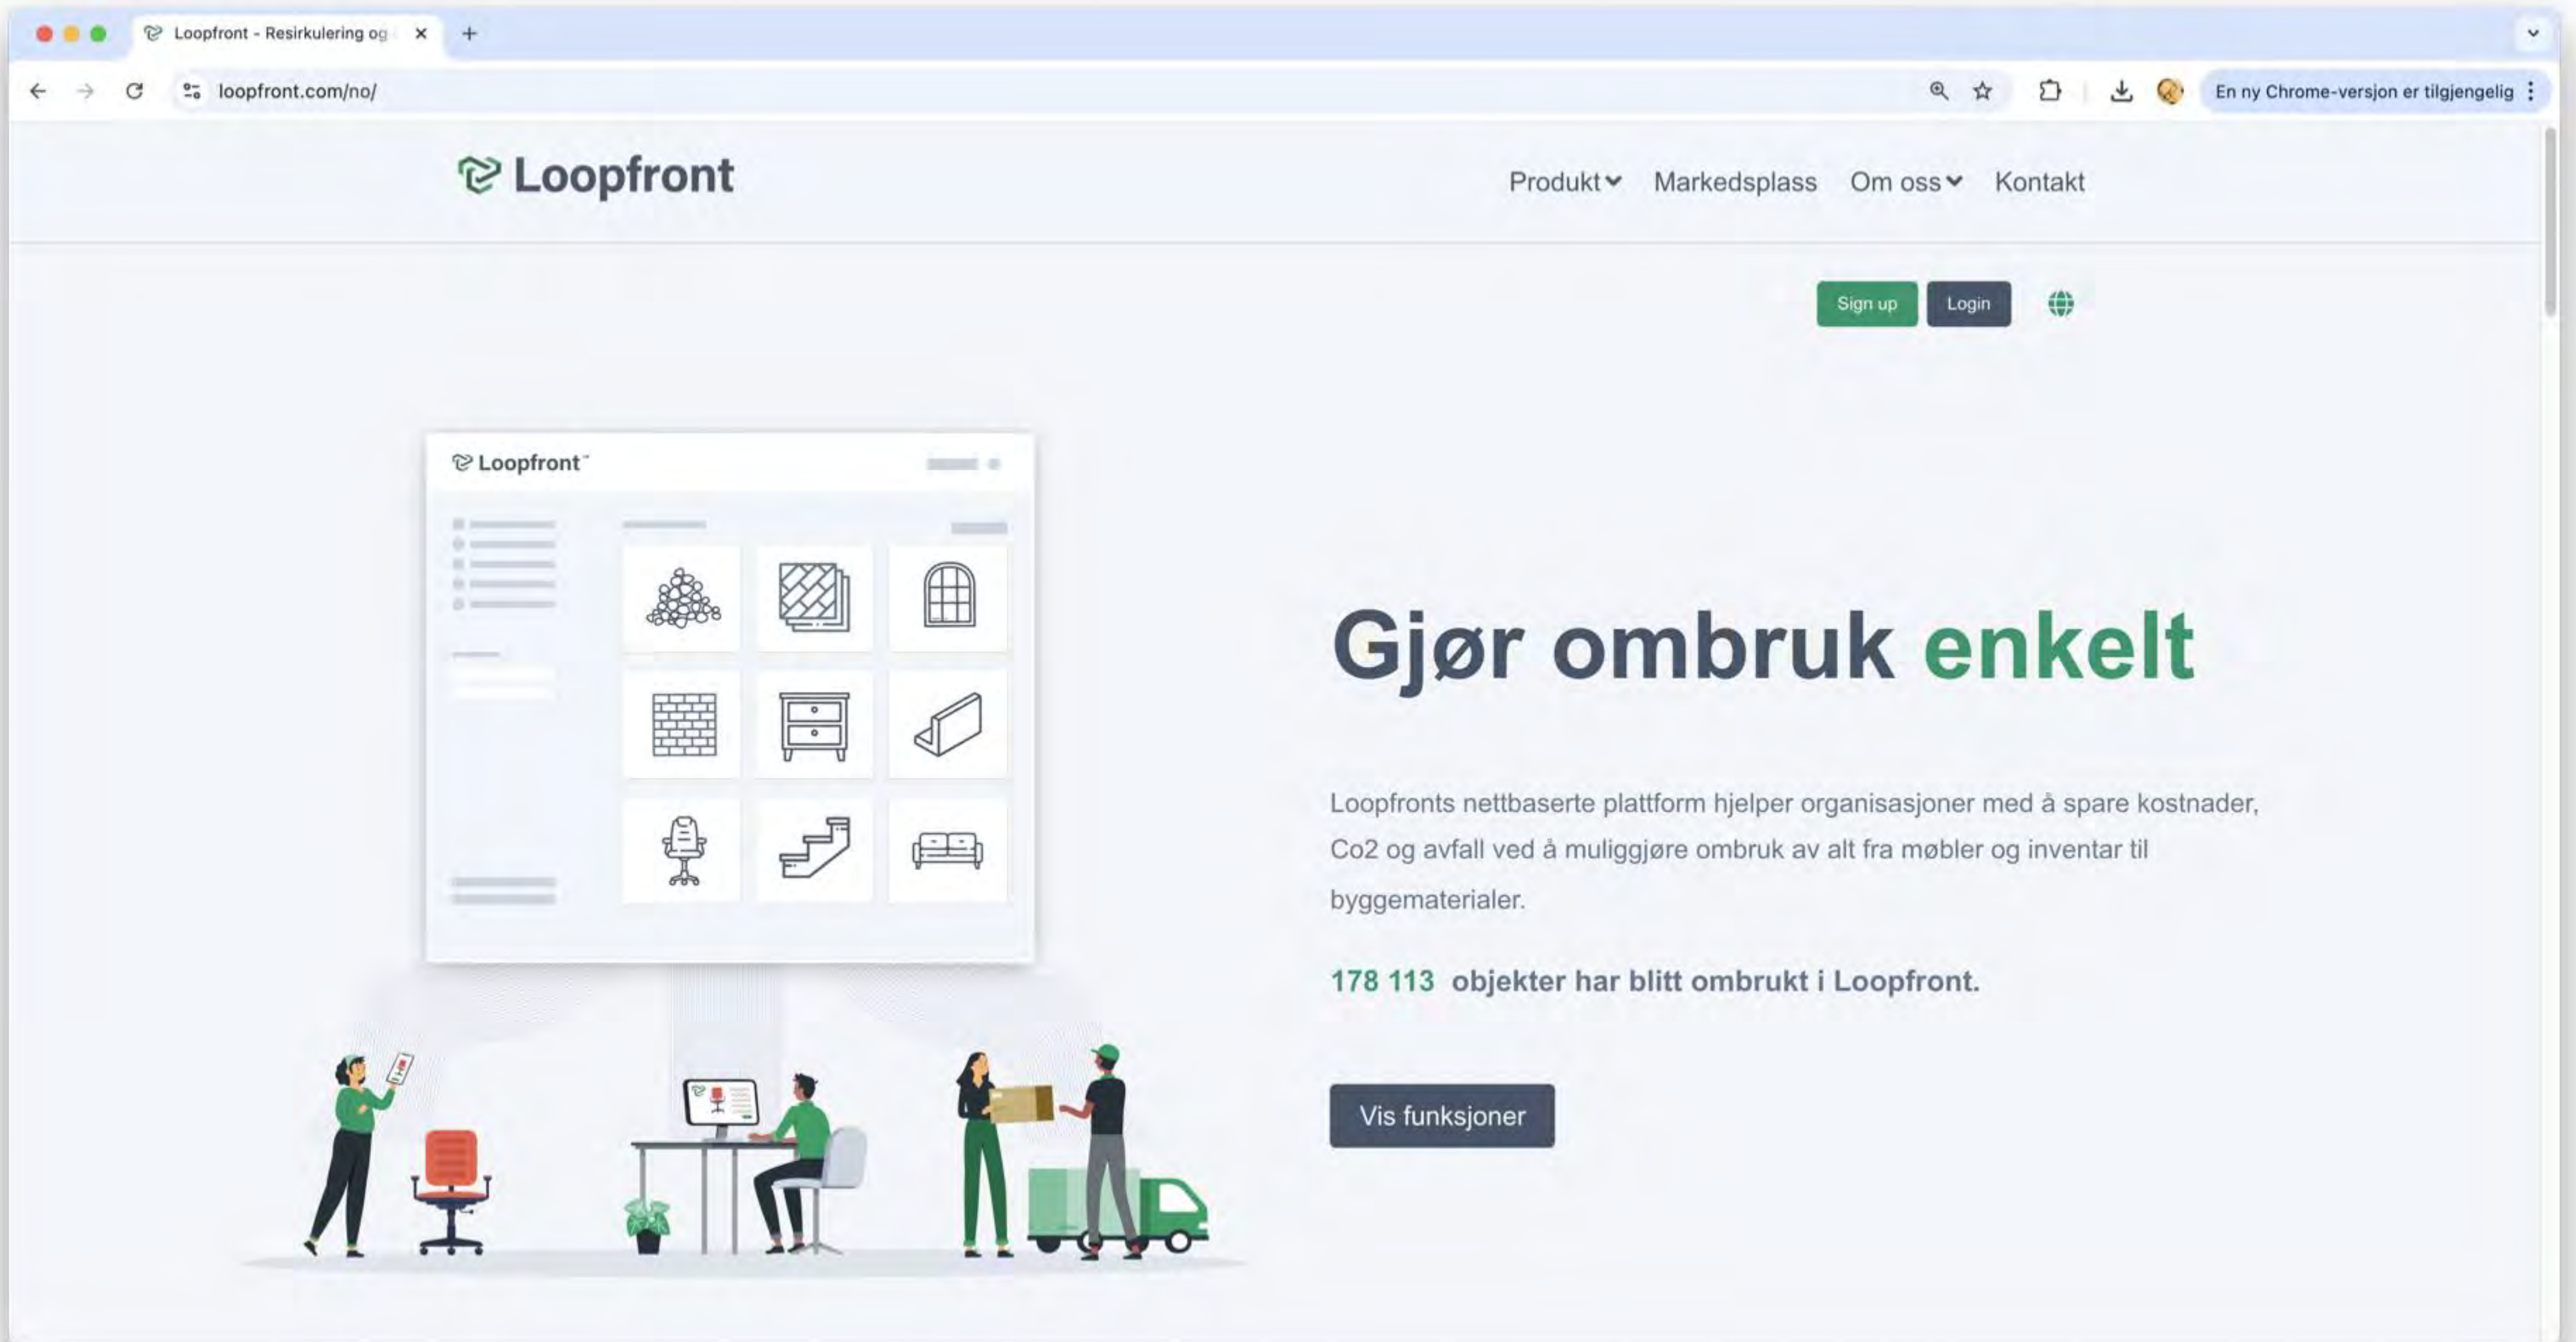 Loopfront - Resirkulering og
loopfront.com/no/
En ny Chrome-versjon er tilgjengelig
Loopfront
Produkt Markedsplass Om oss Kontakt
Sign up Login
Loopfront
Gjør ombruk enkelt
Loopfronts nettbaserte plattform hjelper organisasjoner med å spare kostnader,
Co2 og avfall ved å muliggjøre ombruk av alt fra møbler og inventar til
byggematerialer.
178 113 objekter har blitt ombrukt i Loopfront.
Vis funksjoner